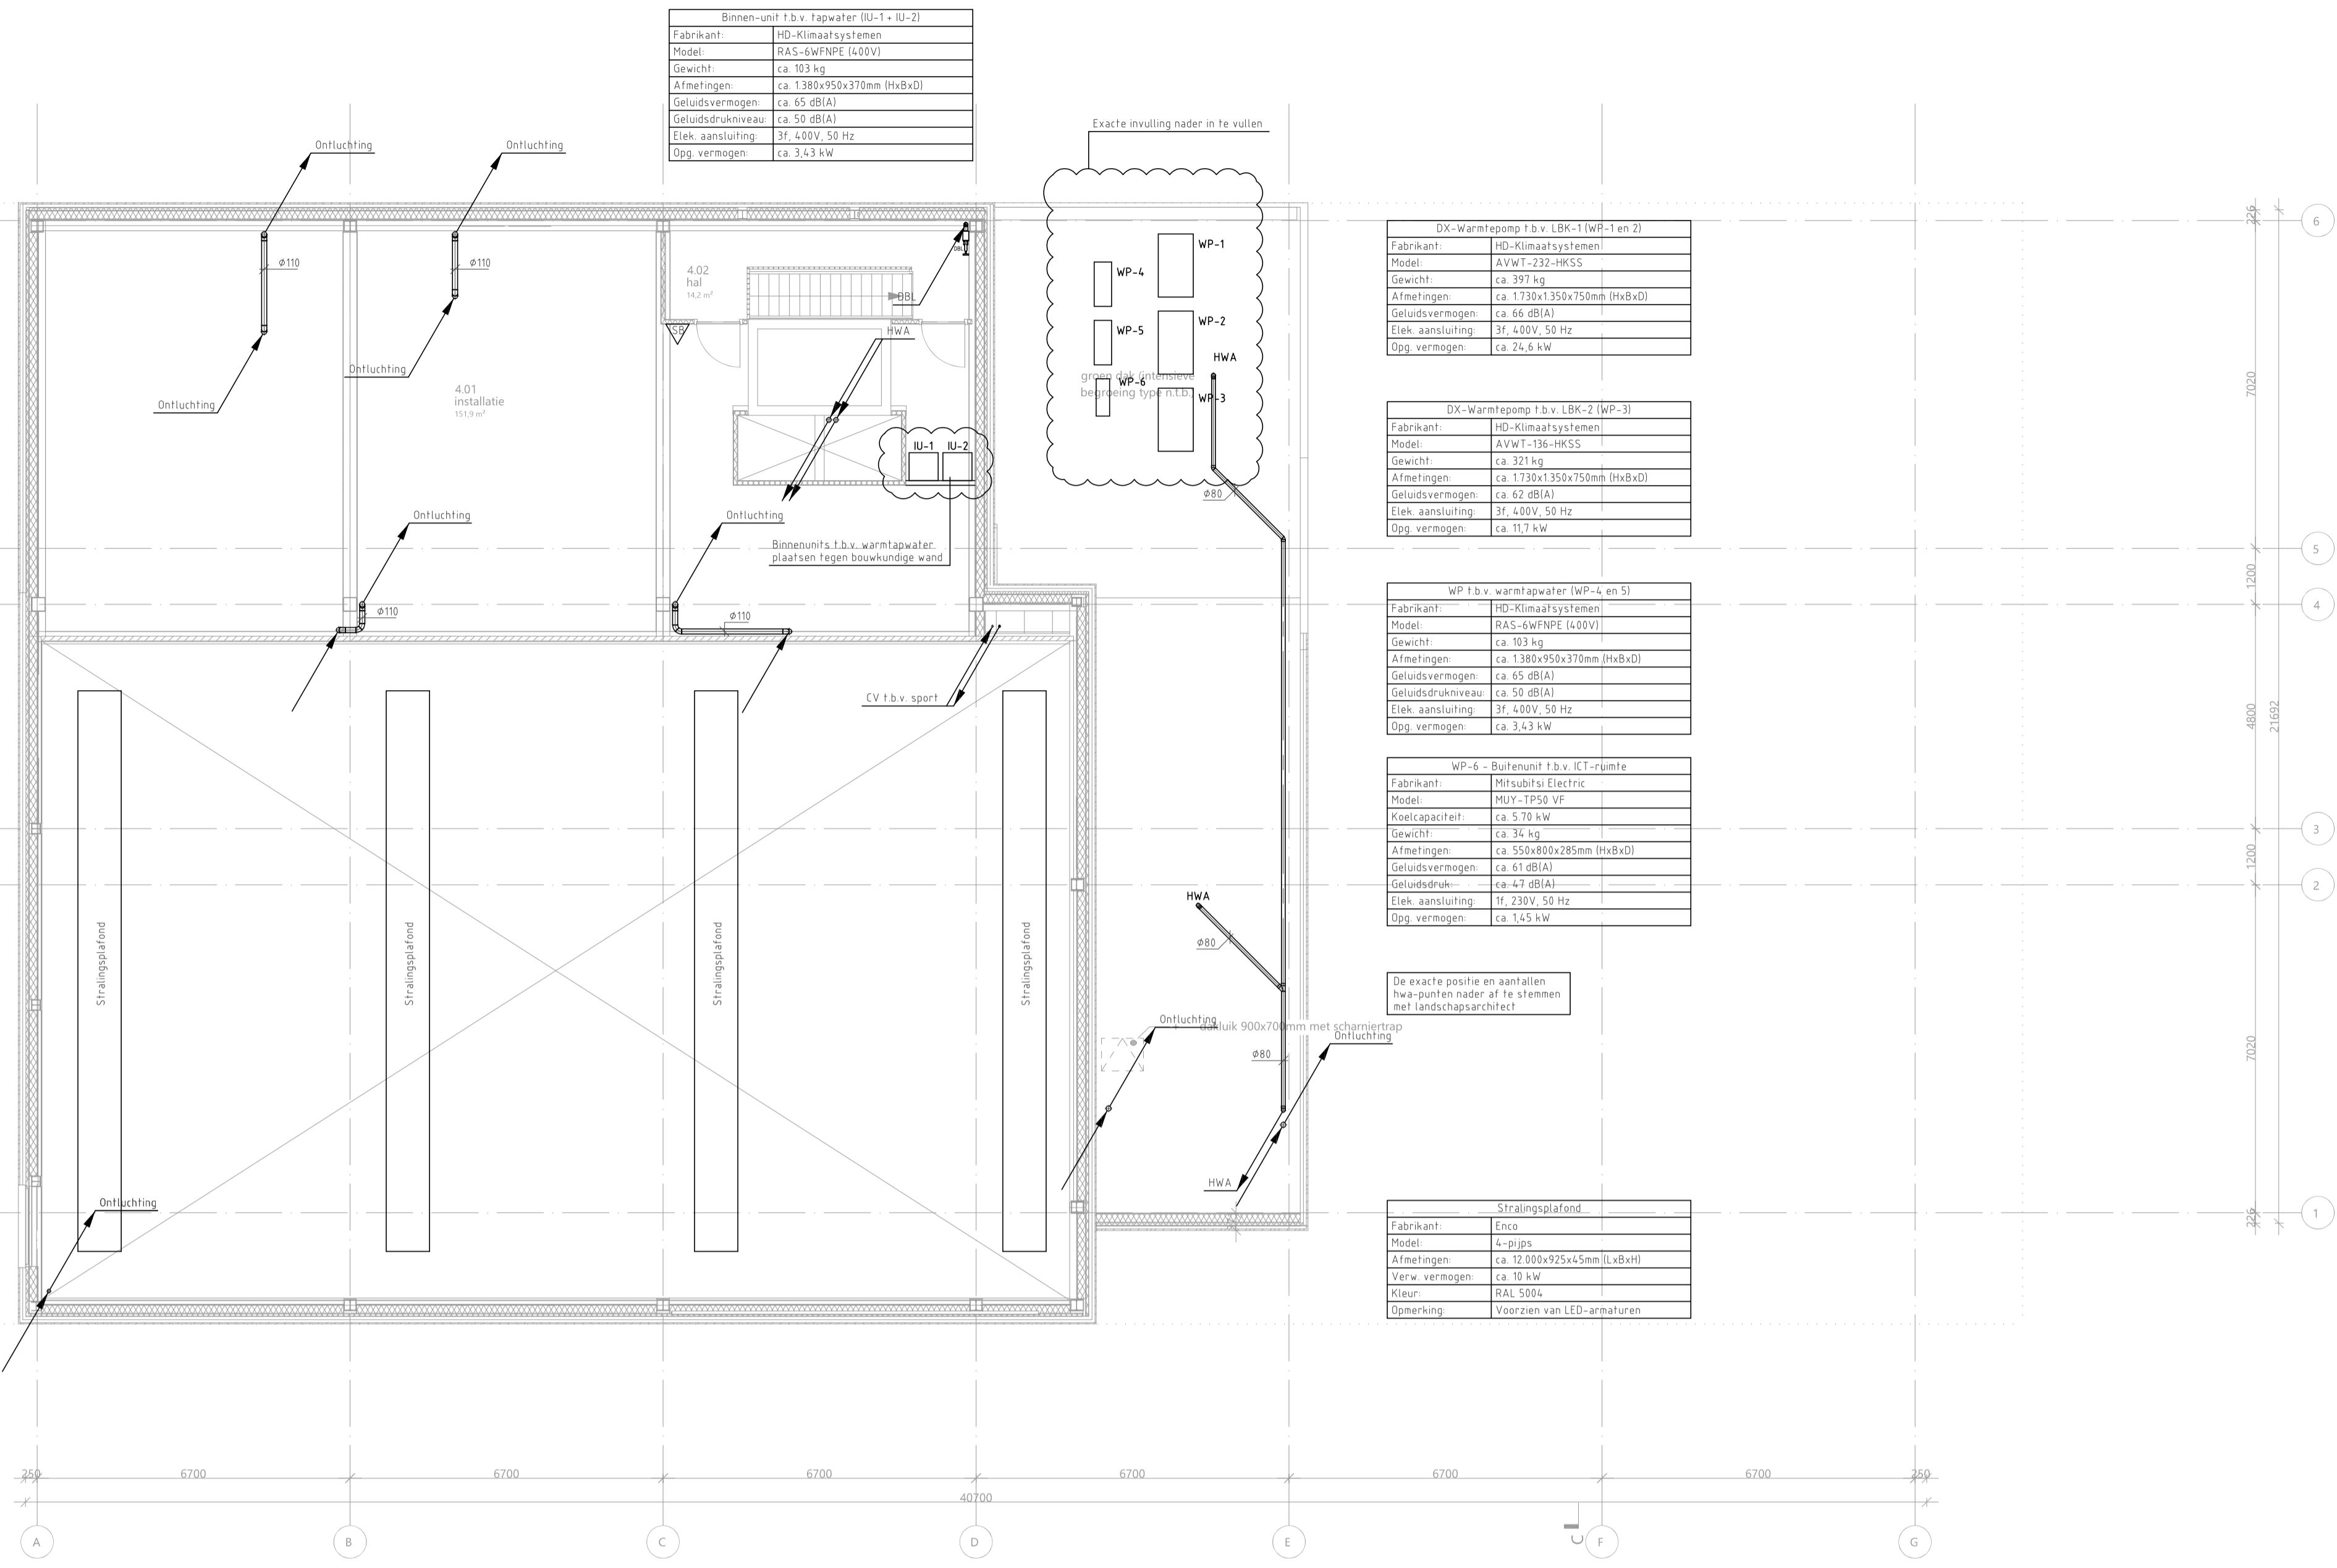 Binnen-unit t.b.v. tapwater (IU-1 + IU-2)
Fabrikant: HD-Klimaatsystemen
Model: RAS-6WFNPE (400V)
Gewicht: ca. 103 kg
Afmetingen: ca. 1.380x950x370mm (HxBxD)
Geluidsvermogen: ca. 65 dB(A)
Geluidsdrukniveau: ca. 50 dB(A)
Elek. aansluiting: 3f, 400V, 50 Hz
Opg. vermogen: ca. 3,43 kW
Exacte invulling nader in te vullen
Ontluchting
Ontluchting
ø110
ø110
Ontluchting
Ontluchting
4.01
installatie
151,9 m²
4.02
hal
14,2 m²
DBL
DBL
SB
HWA
IU-1
IU-2
Binnenunits t.b.v. warmtapwater
plaatsen tegen bouwkundige wand
Ontluchting
Ontluchting
ø110
ø110
CV t.b.v. sport
WP-1
WP-4
WP-2
WP-5
HWA
WP-6
WP-3
groen dak (intensieve
begroeing type n.t.b.)
ø80
DX-Warmtepomp t.b.v. LBK-1 (WP-1 en 2)
Fabrikant: HD-Klimaatsystemen
Model: AVWT-232-HKSS
Gewicht: ca. 397 kg
Afmetingen: ca. 1.730x1.350x750mm (HxBxD)
Geluidsvermogen: ca. 66 dB(A)
Elek. aansluiting: 3f, 400V, 50 Hz
Opg. vermogen: ca. 24,6 kW
DX-Warmtepomp t.b.v. LBK-2 (WP-3)
Fabrikant: HD-Klimaatsystemen
Model: AVWT-136-HKSS
Gewicht: ca. 321 kg
Afmetingen: ca. 1.730x1.350x750mm (HxBxD)
Geluidsvermogen: ca. 62 dB(A)
Elek. aansluiting: 3f, 400V, 50 Hz
Opg. vermogen: ca. 11,7 kW
WP t.b.v. warmtapwater (WP-4 en 5)
Fabrikant: HD-Klimaatsystemen
Model: RAS-6WFNPE (400V)
Gewicht: ca. 103 kg
Afmetingen: ca. 1.380x950x370mm (HxBxD)
Geluidsvermogen: ca. 65 dB(A)
Geluidsdrukniveau: ca. 50 dB(A)
Elek. aansluiting: 3f, 400V, 50 Hz
Opg. vermogen: ca. 3,43 kW
WP-6 - Buitenunit t.b.v. ICT-ruimte
Fabrikant: Mitsubitsi Electric
Model: MUY-TP50 VF
Koelcapaciteit: ca. 5.70 kW
Gewicht: ca. 34 kg
Afmetingen: ca. 550x800x285mm (HxBxD)
Geluidsvermogen: ca. 61 dB(A)
Geluidsdruk: ca. 47 dB(A)
Elek. aansluiting: 1f, 230V, 50 Hz
Opg. vermogen: ca. 1,45 kW
De exacte positie en aantallen
hwa-punten nader af te stemmen
met landschapsarchitect
Stralingsplafond
Fabrikant: Enco
Model: 4-pijps
Afmetingen: ca. 12.000x925x45mm (LxBxH)
Verw. vermogen: ca. 10 kW
Kleur: RAL 5004
Opmerking: Voorzien van LED-armaturen
Stralingsplafond
Stralingsplafond
Stralingsplafond
Stralingsplafond
HWA
ø80
Ontluchting
dakluik 900x700mm met scharniertrap
Ontluchting
ø80
HWA
Ontluchting
226
7020
1200
4800
21692
1200
7020
226
6
5
4
3
2
1
250
6700
6700
6700
6700
6700
6700
250
40700
A
B
C
D
E
F
G